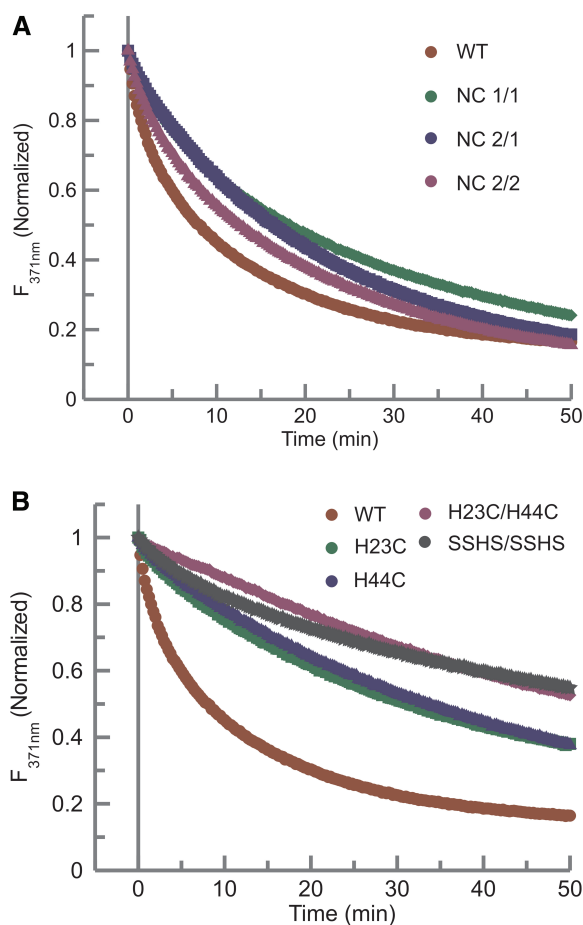 A
WT
NC 1/1
NC 2/1
NC 2/2
1
0.8
0.6
0.4
0.2
0
F371nm (Normalized)
0 10 20 30 40 50
Time (min)
B
WT
H23C
H44C
H23C/H44C
SSHS/SSHS
1
0.8
0.6
0.4
0.2
0
F371nm (Normalized)
0 10 20 30 40 50
Time (min)